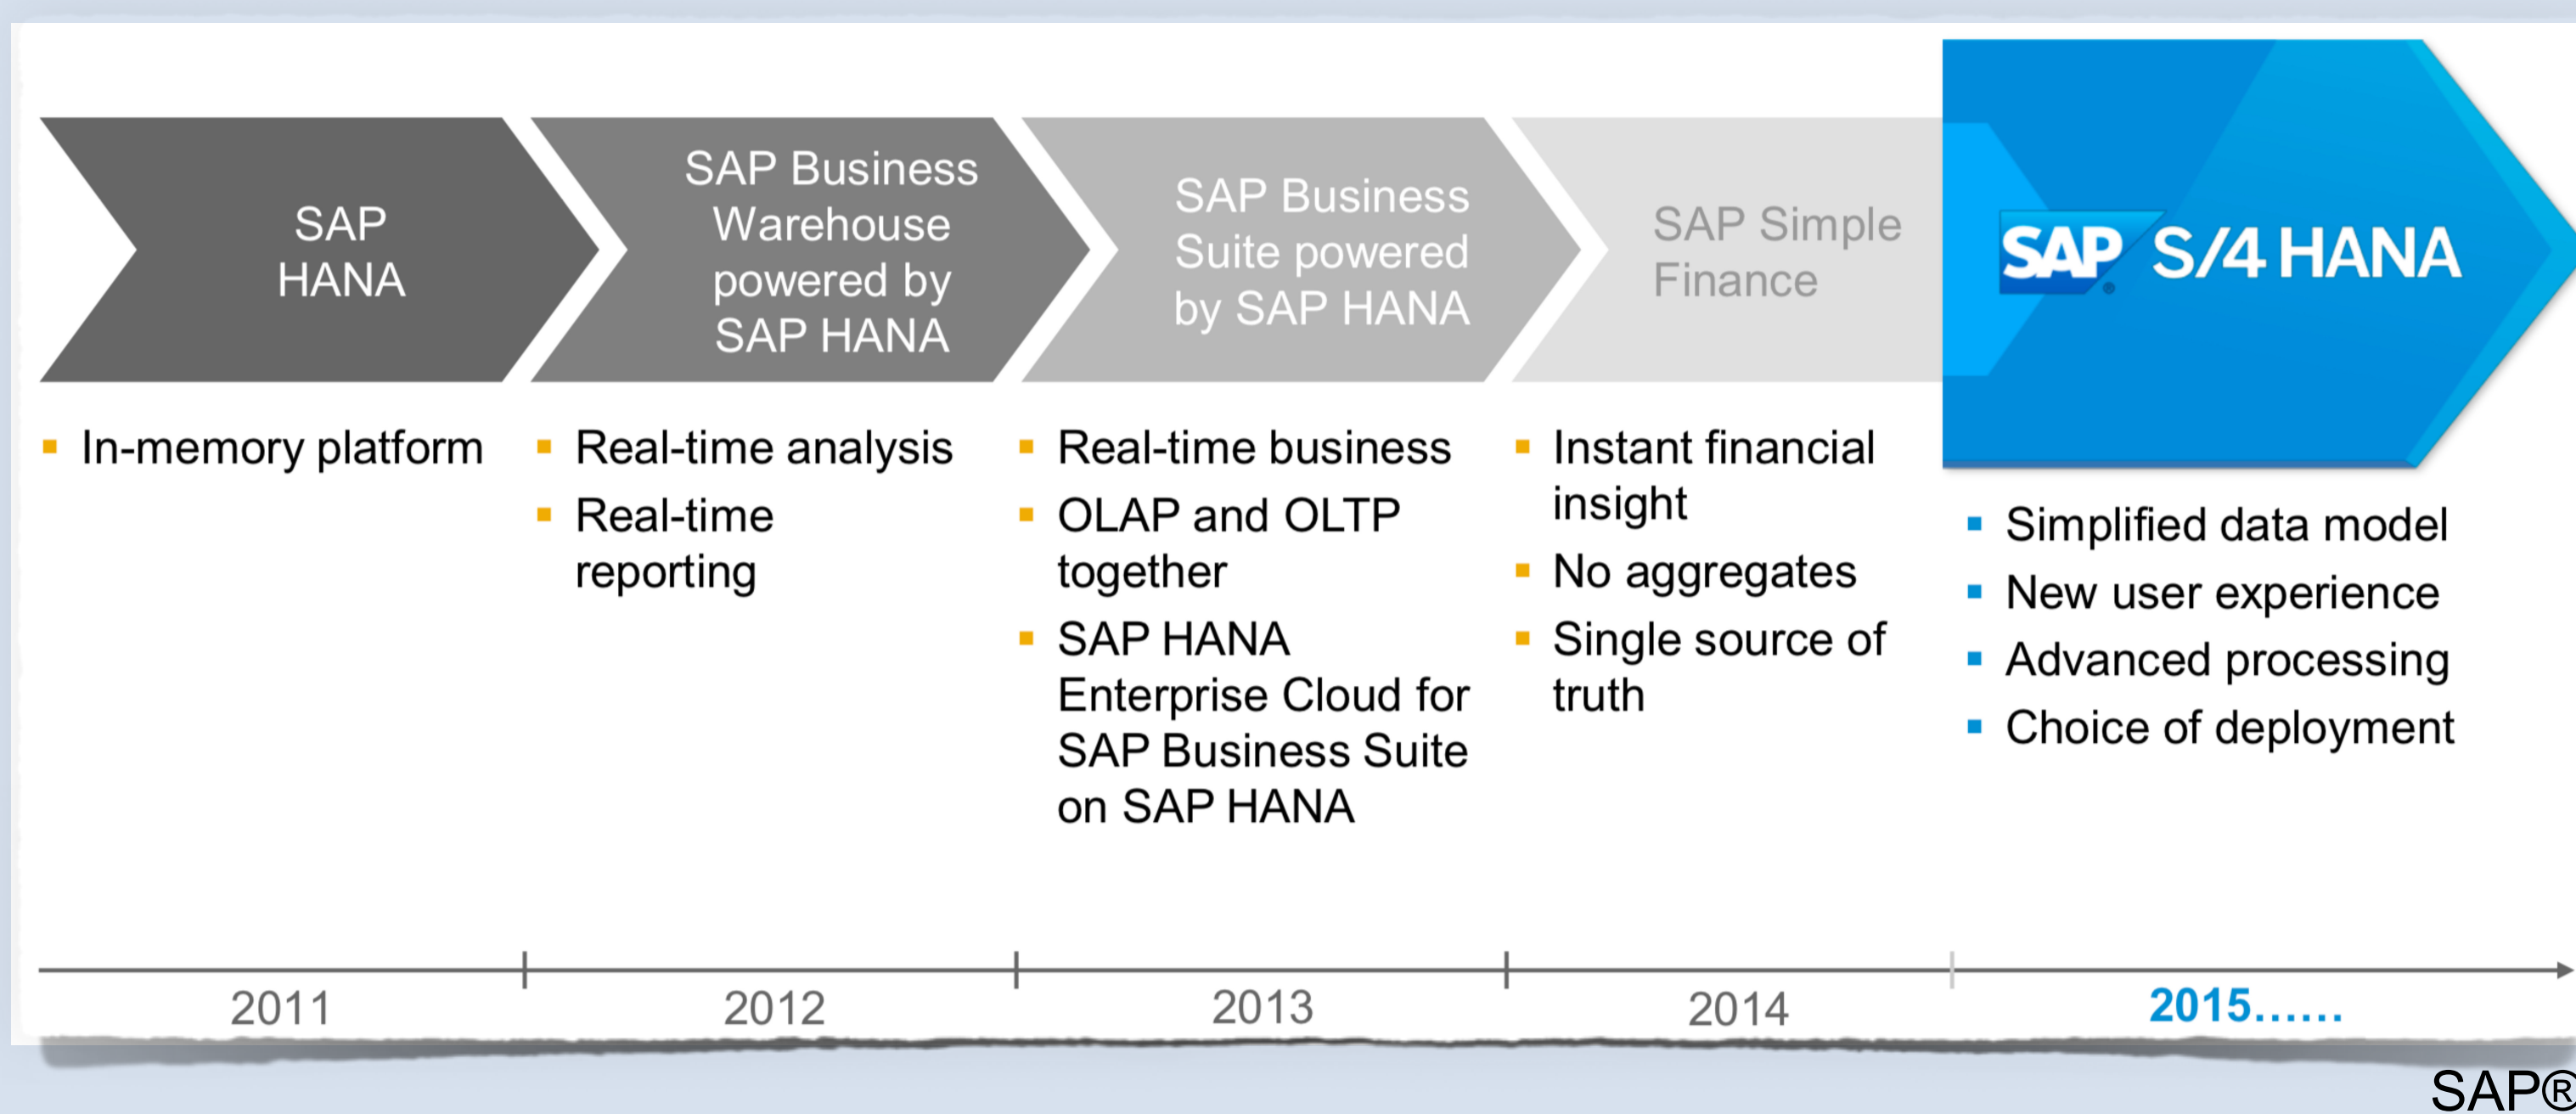 SAP
HANA
SAP Business
Warehouse
powered by
SAP HANA
SAP Business
Suite powered
by SAP HANA
SAP Simple
Finance
SAP® S/4 HANA
▪ In-memory platform
▪ Real-time analysis
▪ Real-time
reporting
▪ Real-time business
▪ OLAP and OLTP
together
▪ SAP HANA
Enterprise Cloud for
SAP Business Suite
on SAP HANA
▪ Instant financial
insight
▪ No aggregates
▪ Single source of
truth
▪ Simplified data model
▪ New user experience
▪ Advanced processing
▪ Choice of deployment
2011
2012
2013
2014
2015......
SAP®